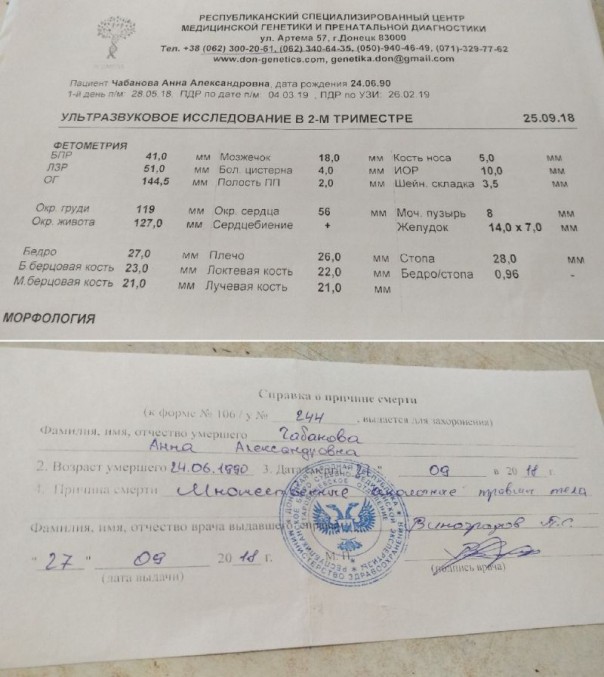 РЕСПУБЛИКАНСКИЙ СПЕЦИАЛИЗИРОВАННЫЙ ЦЕНТР
МЕДИЦИНСКОЙ ГЕНЕТИКИ И ПРЕНАТАЛЬНОЙ ДИАГНОСТИКИ
ул. Артема 57, г.Донецк 83000
Тел. +38 (062) 300-20-61, (062) 340-64-35, (050)-940-46-49, (071)-329-77-62
www.don-genetics.com, genetika.don@gmail.com
Пациент Чабанова Анна Александровна, дата рождения 24.06.90
1-й день п/м: 28.05.18, ПДР по дате п/м: 04.03.19 , ПДР по УЗИ: 26.02.19
УЛЬТРАЗВУКОВОЕ ИССЛЕДОВАНИЕ В 2-М ТРИМЕСТРЕ 25.09.18
ФЕТОМЕТРИЯ
БПР 41,0 мм Мозжечок 18,0 мм Кость носа 5,0 мм
ЛЗР 51,0 мм Бол. цистерна 4,0 мм ИОР 10,0 мм
ОГ 144,5 мм Полость ПП 2,0 мм Шейн. складка 3,5 мм
Окр. груди 119 мм Окр. сердца 56 мм Моч. пузырь 8 мм
Окр. живота 127,0 мм Сердцебиение + Желудок 14,0 x 7,0 мм
Бедро 27,0 мм Плечо 26,0 мм Стопа 28,0 мм
Б.берцовая кость 23,0 мм Локтевая кость 22,0 мм Бедро/стопа 0,96 -
М.берцовая кость 21,0 мм Лучевая кость 21,0 мм
МОРФОЛОГИЯ
Справка о причине смерти
(к форме № 106 / у № 244 , выдается для захоронения)
Фамилия, имя, отчество умершего Чабанова
Анна Александровна
2. Возраст умершего 24.06.1990 3. Дата смерти 09 в 2018 г.
4. Причина смерти Множественные травмы тела
Фамилия, имя, отчество врача выдавшего справку
"27" 09 2018 г. М.П.
(дата выдачи) (подпись врача)